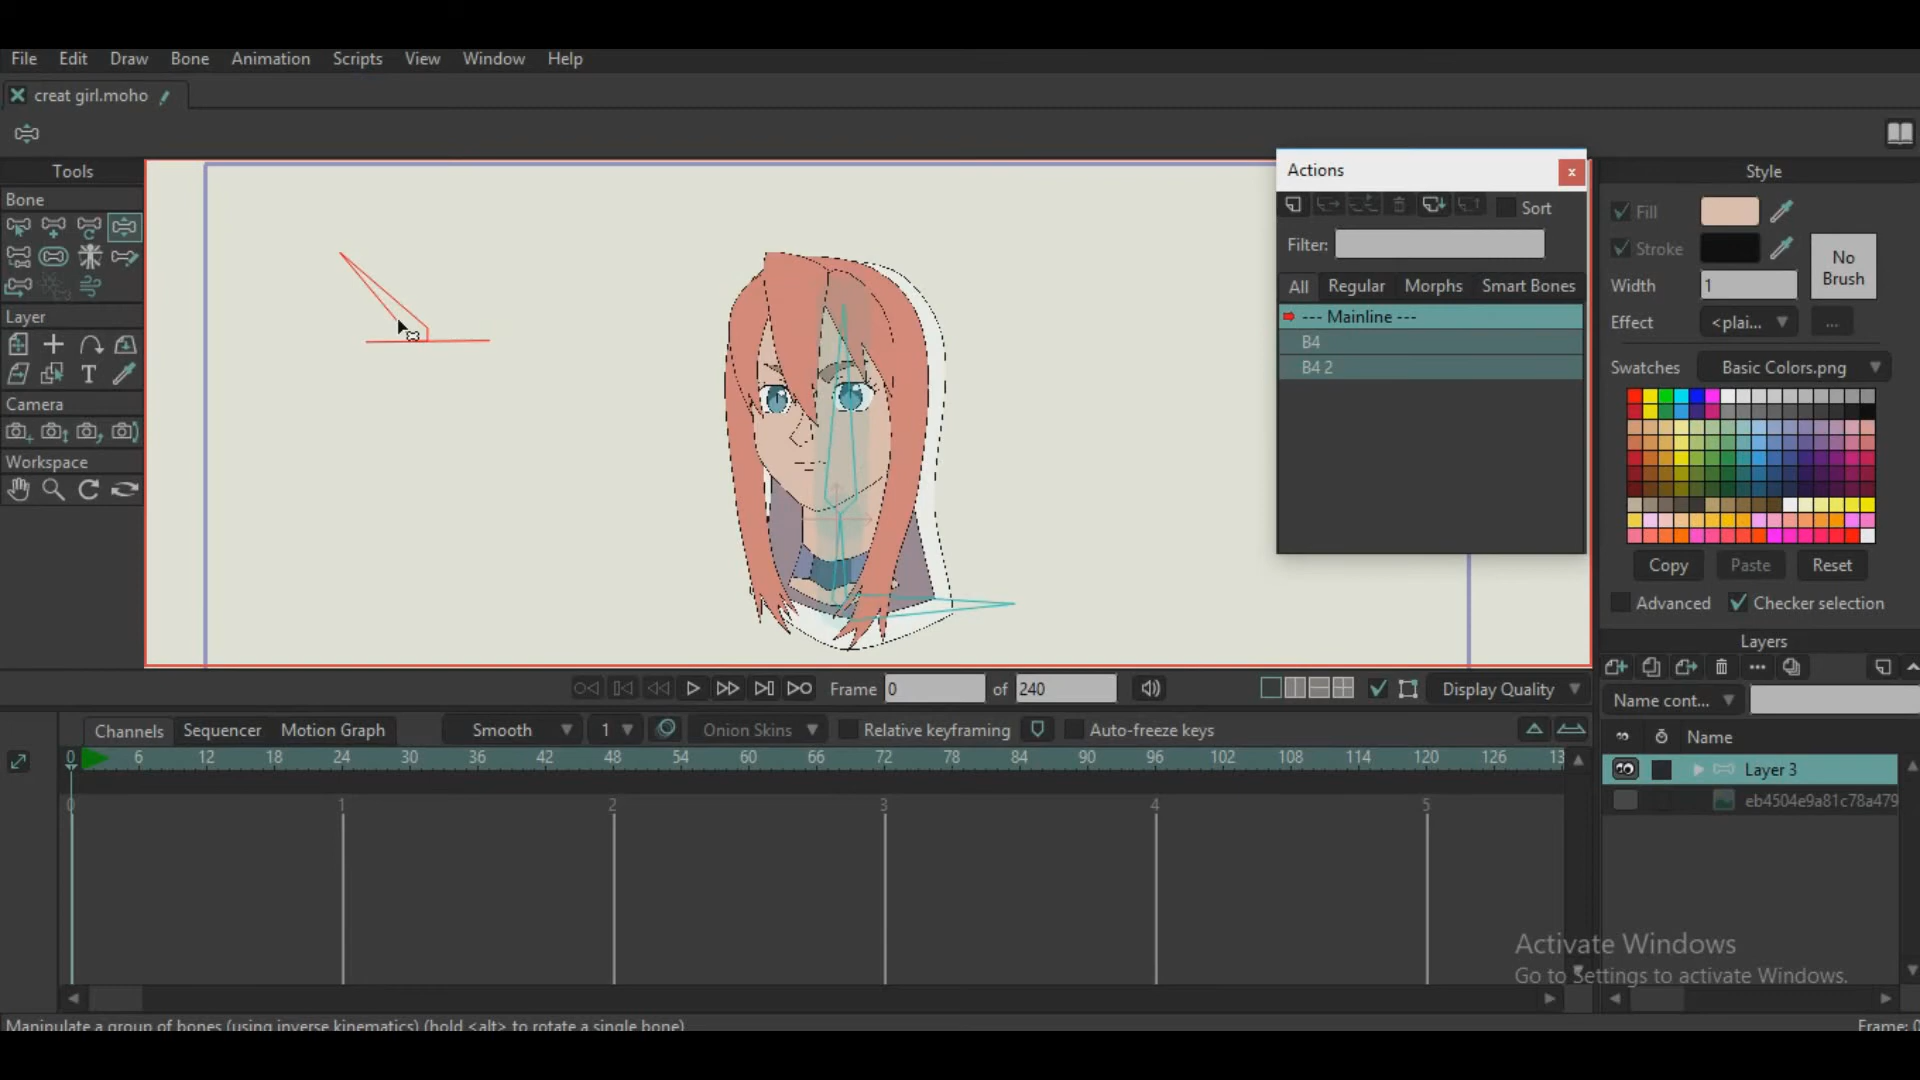 File Edit Draw Bone Animation Scripts View Window Help
creat girl.moho
Tools
Bone
Layer
T
Camera
Workspace
Actions
x
Sort
Filter:
All Regular Morphs Smart Bones
--- Mainline ---
B4
B4 2
Style
Fill
Stroke
No
Brush
Width 1
Effect <plai... ...
Swatches Basic Colors.png
Copy Paste Reset
Advanced Checker selection
Layers
Name cont...
Name
Layer 3
eb4504e9a81c78a479
Frame 0 of 240
Display Quality
Channels Sequencer Motion Graph Smooth 1 Onion Skins Relative keyframing Auto-freeze keys
0 6 12 18 24 30 36 42 48 54 60 66 72 78 84 90 96 102 108 114 120 126 13
0 1 2 3 4 5
Activate Windows
Go to Settings to activate Windows.
Manipulate a group of bones (using inverse kinematics) (hold <alt> to rotate a single bone)
Frame: 0